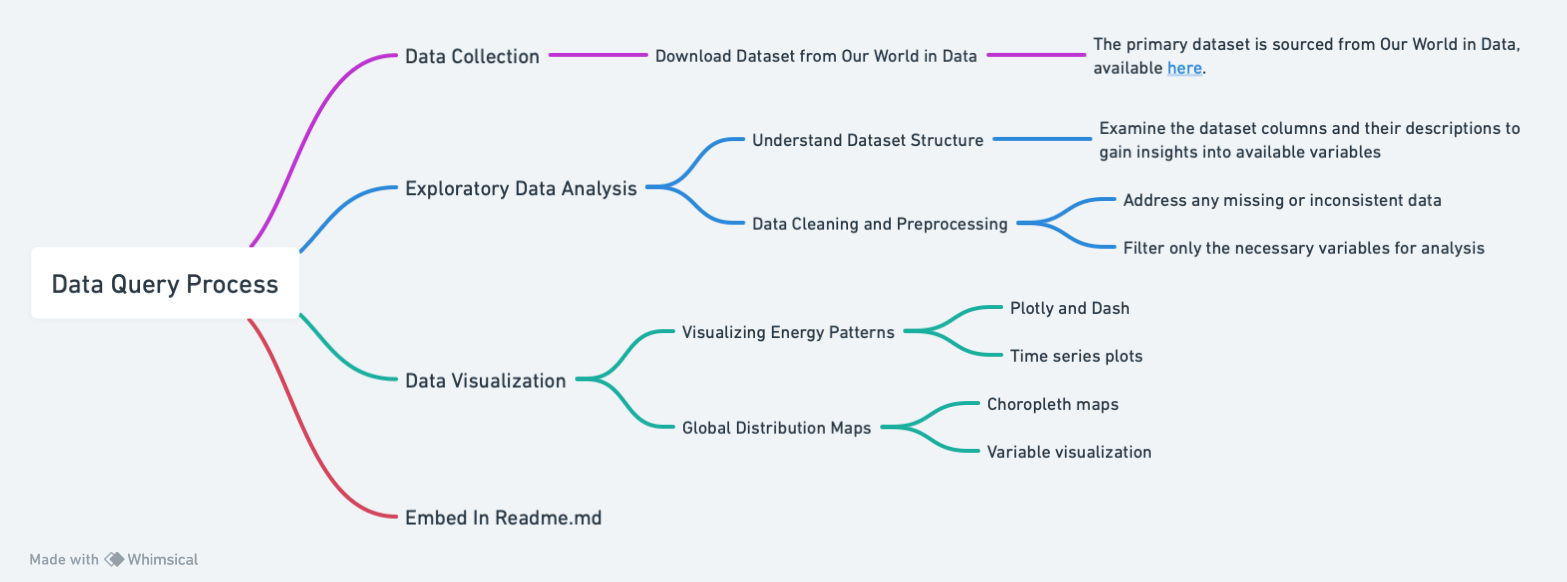 Data Query Process
Data Collection
Download Dataset from Our World in Data
The primary dataset is sourced from Our World in Data,
available here.
Exploratory Data Analysis
Understand Dataset Structure
Examine the dataset columns and their descriptions to
gain insights into available variables
Data Cleaning and Preprocessing
Address any missing or inconsistent data
Filter only the necessary variables for analysis
Data Visualization
Visualizing Energy Patterns
Plotly and Dash
Time series plots
Global Distribution Maps
Choropleth maps
Variable visualization
Embed In Readme.md
Made with Whimsical